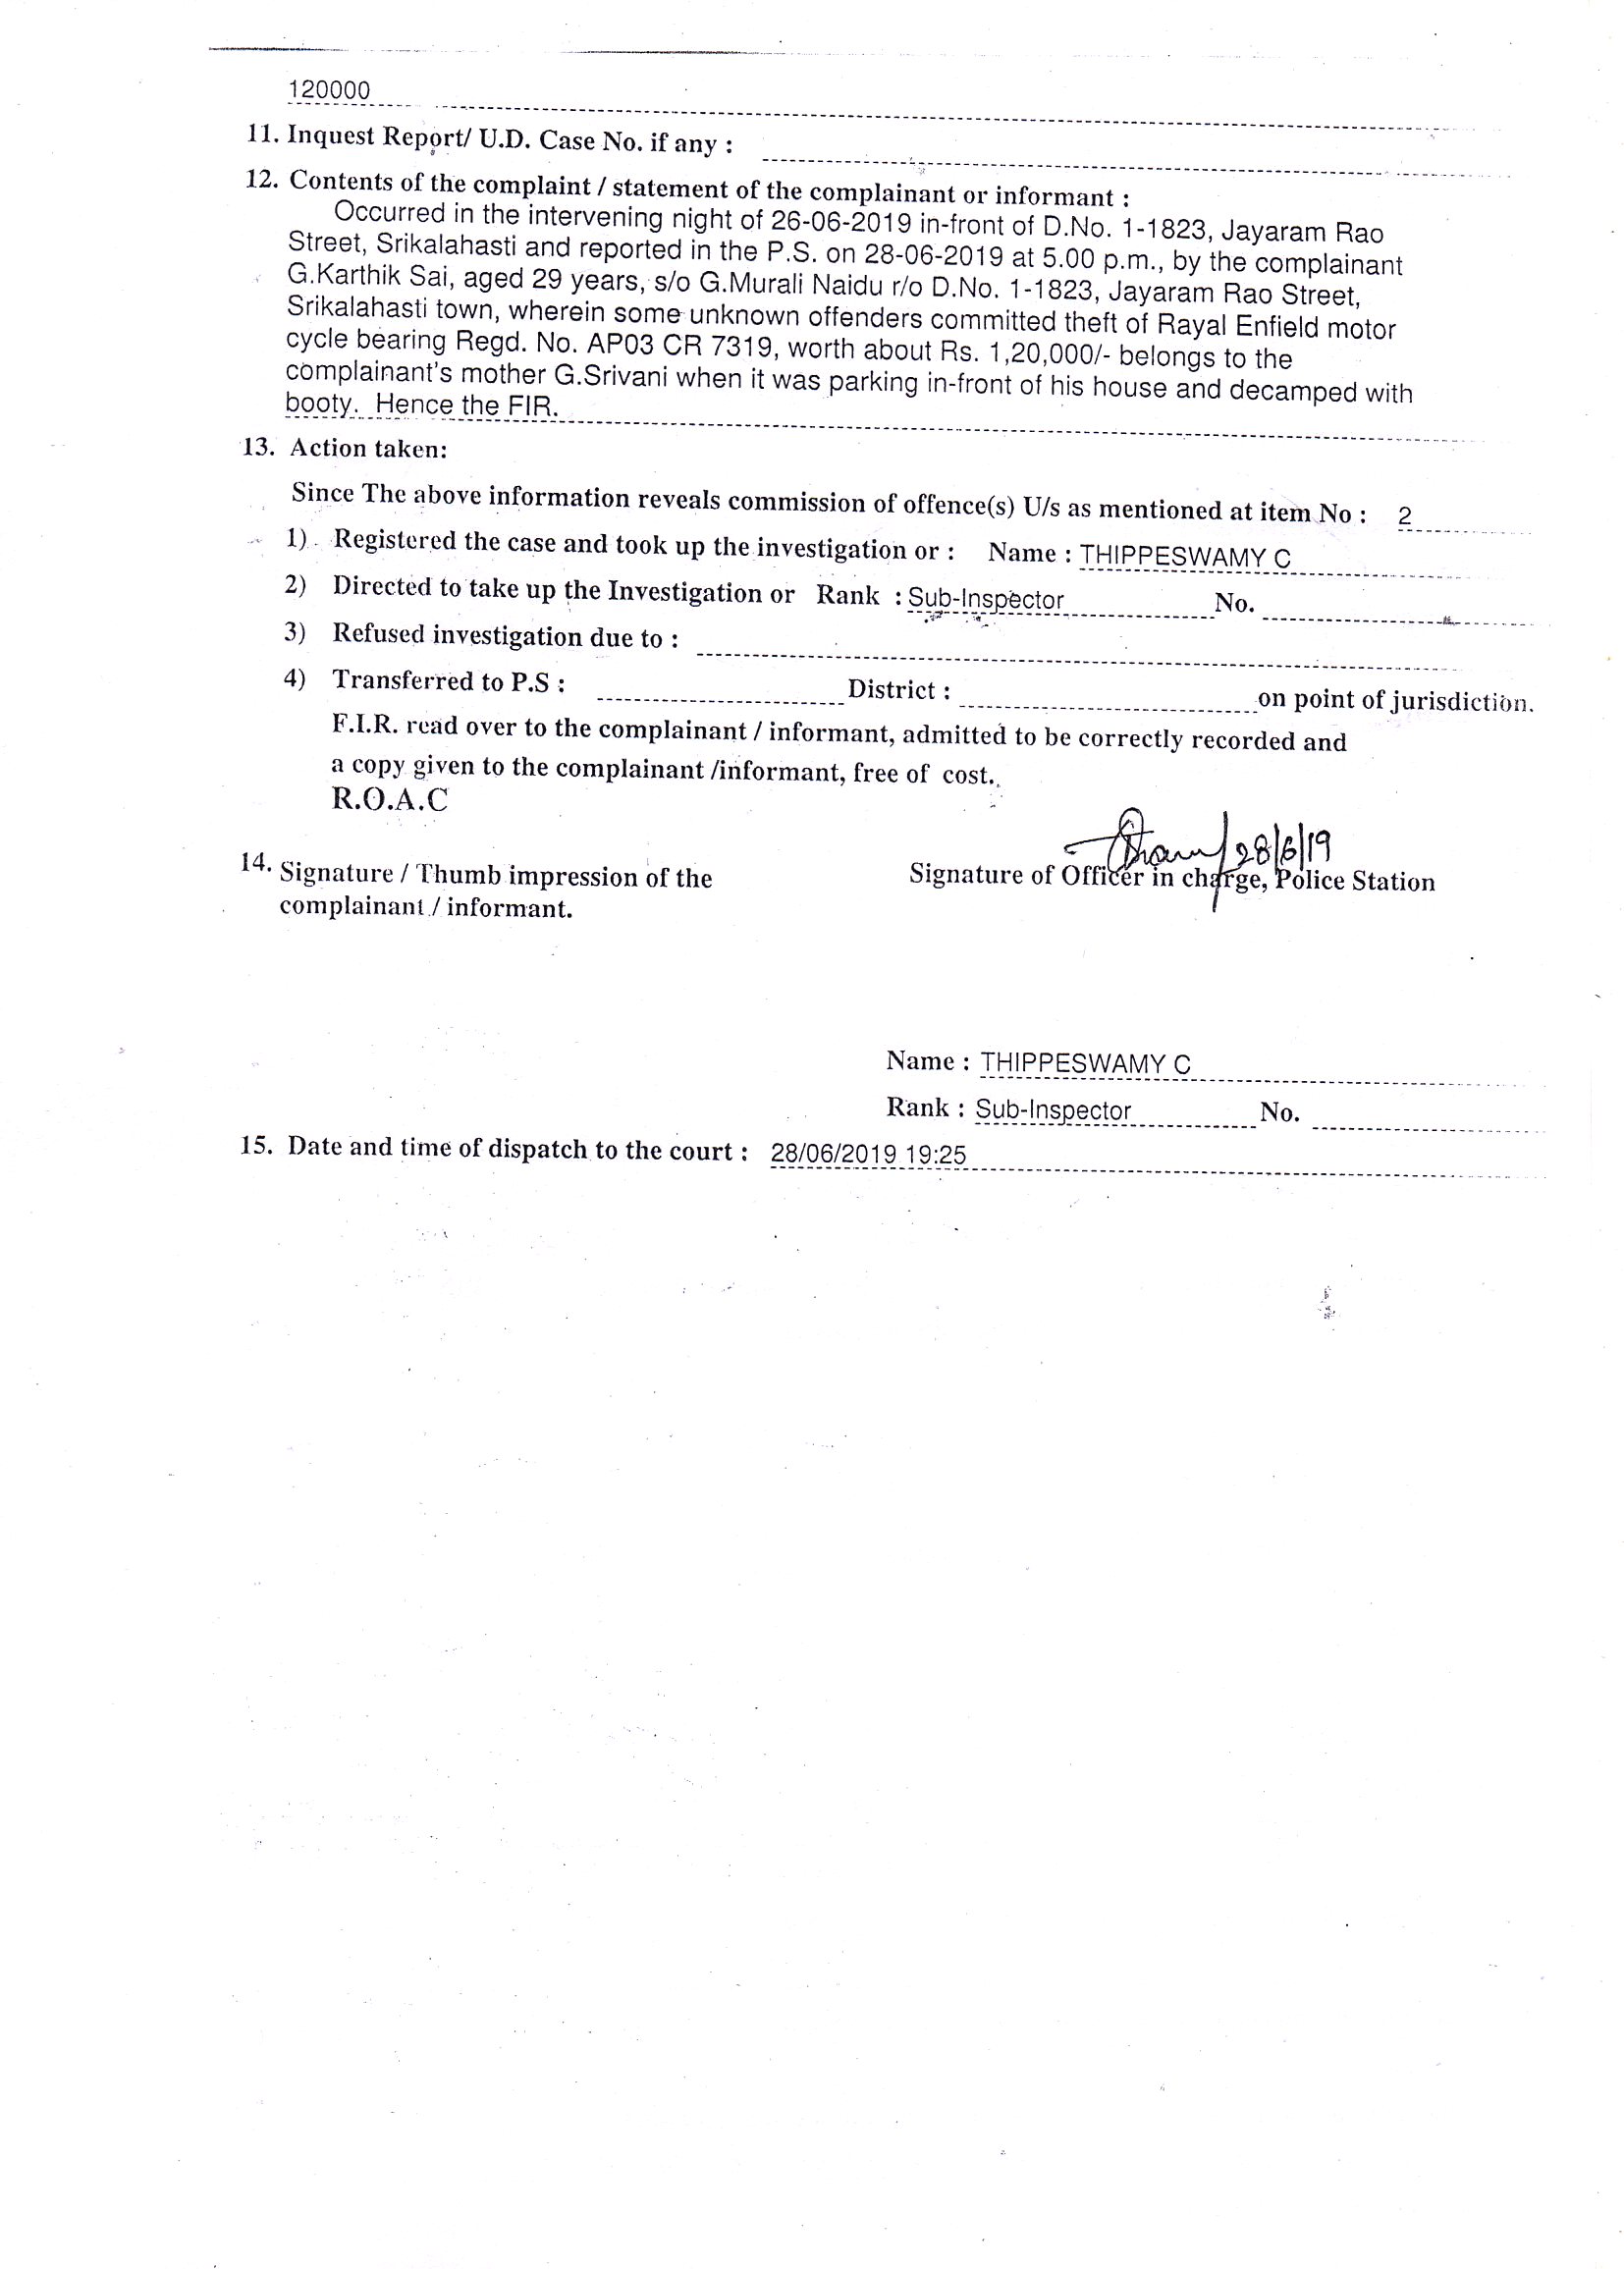 120000
11. Inquest Report/ U.D. Case No. if any :
12. Contents of the complaint / statement of the complainant or informant :
Occurred in the intervening night of 26-06-2019 in-front of D.No. 1-1823, Jayaram Rao
Street, Srikalahasti and reported in the P.S. on 28-06-2019 at 5.00 p.m., by the complainant
G.Karthik Sai, aged 29 years, s/o G.Murali Naidu r/o D.No. 1-1823, Jayaram Rao Street,
Srikalahasti town, wherein some unknown offenders committed theft of Rayal Enfield motor
cycle bearing Regd. No. AP03 CR 7319, worth about Rs. 1,20,000/- belongs to the
complainant's mother G.Srivani when it was parking in-front of his house and decamped with
booty. Hence the FIR.
13. Action taken:
Since The above information reveals commission of offence(s) U/s as mentioned at item No : 2
1) Registered the case and took up the investigation or : Name : THIPPESWAMY C
2) Directed to take up the Investigation or Rank : Sub-Inspector No.
3) Refused investigation due to :
4) Transferred to P.S : District : on point of jurisdiction.
F.I.R. read over to the complainant / informant, admitted to be correctly recorded and
a copy given to the complainant /informant, free of cost.
R.O.A.C
28/6/19
14. Signature / Thumb impression of the Signature of Officer in charge, Police Station
complainant / informant.
Name : THIPPESWAMY C
Rank : Sub-Inspector No.
15. Date and time of dispatch to the court : 28/06/2019 19:25